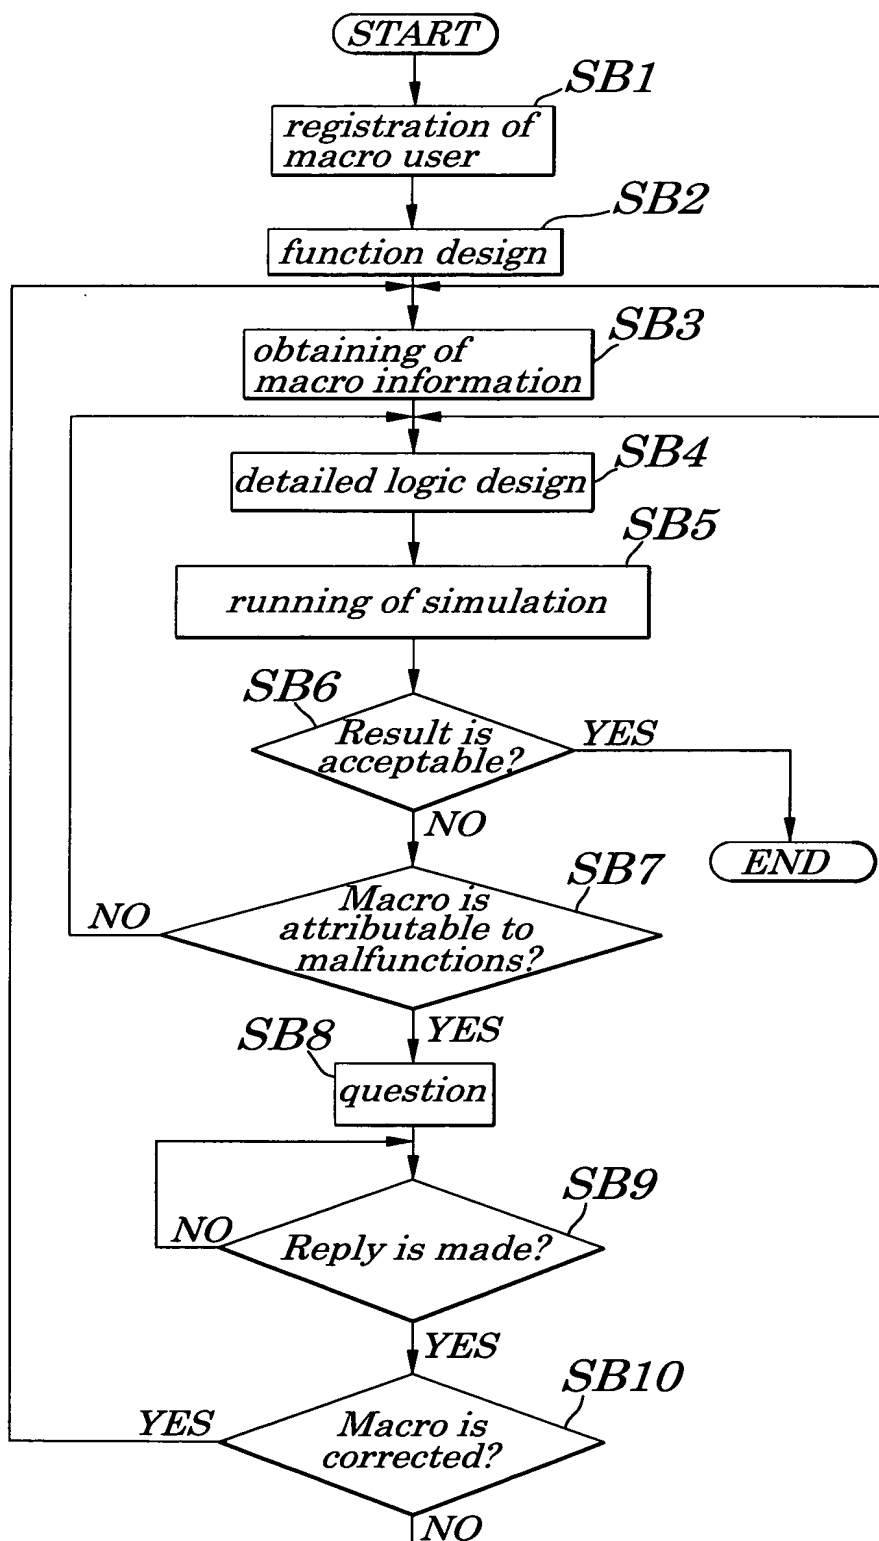 START
SB1
registration of
macro user
SB2
function design
SB3
obtaining of
macro information
SB4
detailed logic design
SB5
running of simulation
SB6
Result is
acceptable?
YES
NO
END
SB7
Macro is
attributable to
malfunctions?
NO
YES
SB8
question
SB9
Reply is made?
NO
YES
SB10
Macro is
corrected?
YES
NO